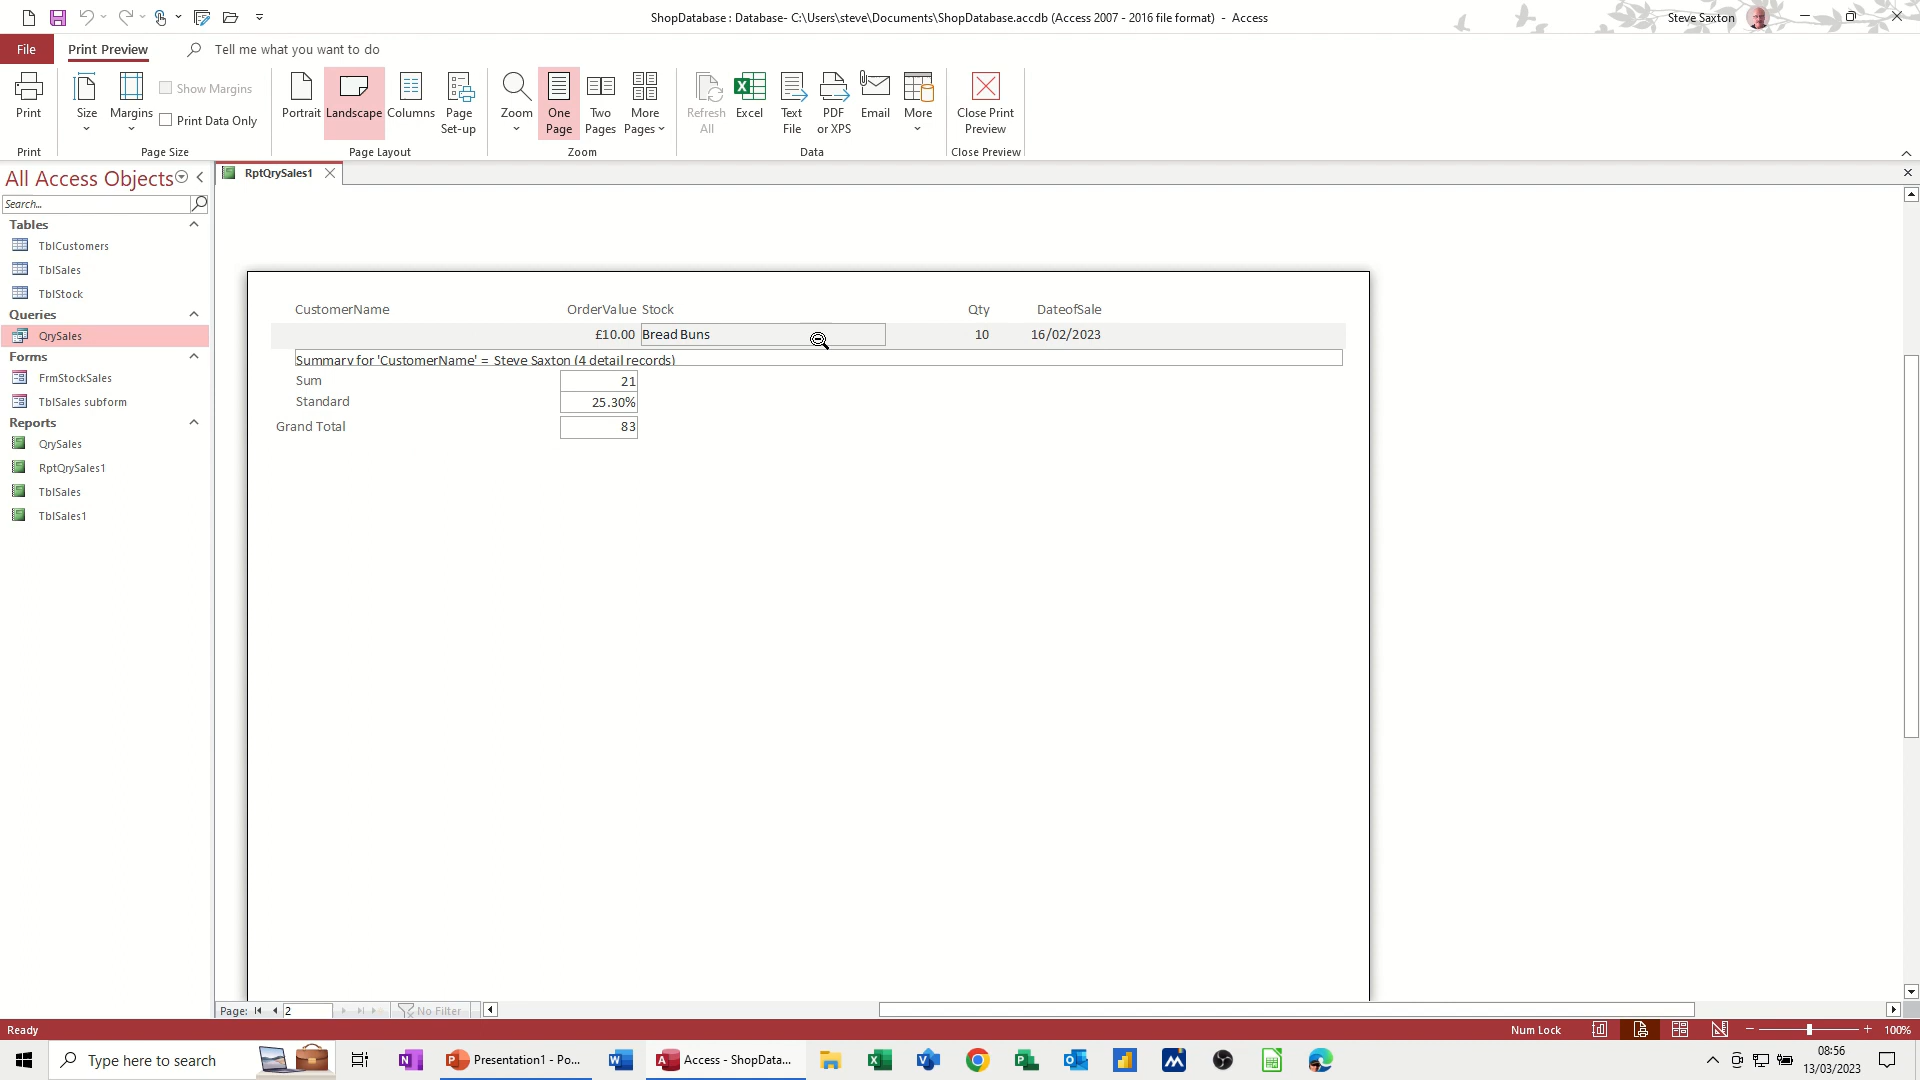 ShopDatabase : Database- C:\Users\steve\Documents\ShopDatabase.accdb (Access 2007 - 2016 file format) - Access
Steve Saxton
File
Print Preview
Tell me what you want to do
Print
Size
Margins
Show Margins
Print Data Only
Portrait
Landscape
Columns
Page Set-up
Zoom
One Page
Two Pages
More Pages
Refresh All
Excel
Text File
PDF or XPS
Email
More
Close Print Preview
Print
Page Size
Page Layout
Zoom
Data
Close Preview
All Access Objects
Search...
Tables
TblCustomers
TblSales
TblStock
Queries
QrySales
Forms
FrmStockSales
TblSales subform
Reports
QrySales
RptQrySales1
TblSales
TblSales1
RptQrySales1
CustomerName OrderValue Stock Qty DateofSale
£10.00 Bread Buns 10 16/02/2023
Summary for 'CustomerName' = Steve Saxton (4 detail records)
Sum 21
Standard 25.30%
Grand Total 83
Page: 2 No Filter
Ready
Num Lock
100%
Type here to search
Presentation1 - Po...
Access - ShopData...
08:56
13/03/2023